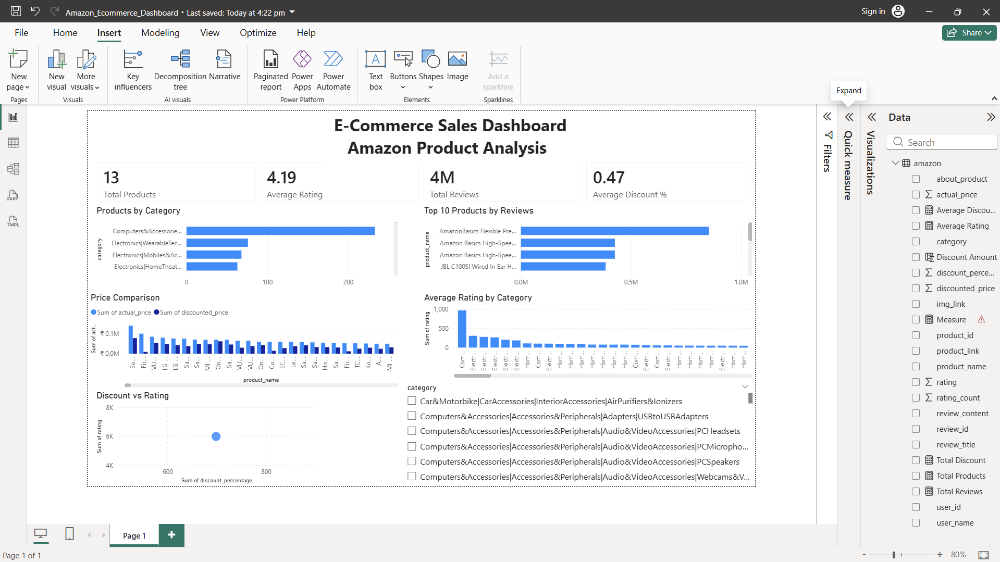 Amazon_Ecommerce_Dashboard • Last saved: Today at 4:22 pm
Sign in
File Home Insert Modeling View Optimize Help
Share
New page
New visual
More visuals
Key influencers
Decomposition tree
Narrative
Paginated report
Power Apps
Power Automate
Text box
Buttons
Shapes
Image
Add a sparkline
Pages
Visuals
AI visuals
Power Platform
Elements
Sparklines
Expand
DAX
TMDL
E-Commerce Sales Dashboard
Amazon Product Analysis
13
Total Products
4.19
Average Rating
4M
Total Reviews
0.47
Average Discount %
Products by Category
category
Computers&Accessorie...
Electronics|WearableTec...
Electronics|Mobiles&Ac...
Electronics|HomeTheat...
0 100 200
Top 10 Products by Reviews
product_name
AmazonBasics Flexible Pre...
Amazon Basics High-Spee...
Amazon Basics High-Spee...
JBL C100SI Wired In Ear H...
0.0M 0.5M 1.0M
Price Comparison
Sum of actual_price Sum of discounted_price
Sum of act...
₹ 0.1M
₹ 0.0M
So... Fir... VU ... LG ... LG ... Sa... Sa... MI ... On... Sa... VU ... VU ... On... Co... EC... Le... Sa... Sa... His... Sa... Fir... TC... Ko... A... MI ...
product_name
Average Rating by Category
Sum of rating
1,000
500
0
Com... Electr... Electr... Electr... Electr... Electr... Hom... Com... Electr... Hom... Hom... Hom... Hom... Hom... Hom... Hom... Com... Electr... Com... Electr... Hom... Hom... Hom... Hom... Electr... Hom... Hom...
Discount vs Rating
Sum of rating
8K
6K
4K
600 800
Sum of discount_percentage
category
Car&Motorbike|CarAccessories|InteriorAccessories|AirPurifiers&Ionizers
Computers&Accessories|Accessories&Peripherals|Adapters|USBtoUSBAdapters
Computers&Accessories|Accessories&Peripherals|Audio&VideoAccessories|PCHeadsets
Computers&Accessories|Accessories&Peripherals|Audio&VideoAccessories|PCMicropho...
Computers&Accessories|Accessories&Peripherals|Audio&VideoAccessories|PCSpeakers
Computers&Accessories|Accessories&Peripherals|Audio&VideoAccessories|Webcams&V...
Filters
Quick measure
Visualizations
Data
Search
amazon
about_product
actual_price
Average Discou...
Average Rating
category
Discount Amount
discount_perce...
discounted_price
img_link
Measure
product_id
product_link
product_name
rating
rating_count
review_content
review_id
review_title
Total Discount
Total Products
Total Reviews
user_id
user_name
Page 1
+
Page 1 of 1
- + 80%